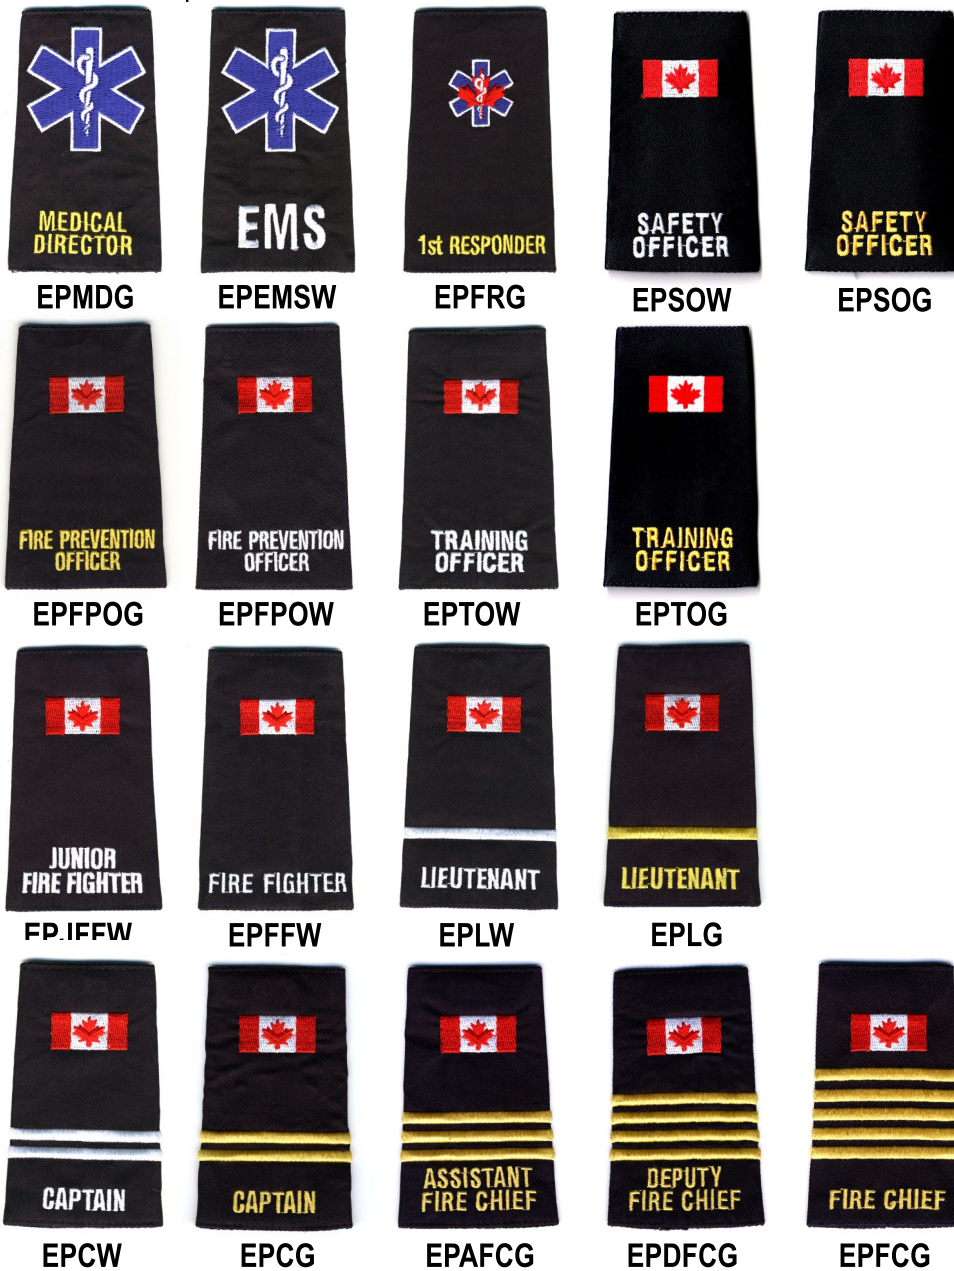 MEDICAL
DIRECTOR
EMS
1st RESPONDER
SAFETY
OFFICER
SAFETY
OFFICER
EPMDG
EPEMSW
EPFRG
EPSOW
EPSOG
FIRE PREVENTION
OFFICER
FIRE PREVENTION
OFFICER
TRAINING
OFFICER
TRAINING
OFFICER
EPFPOG
EPFPOW
EPTOW
EPTOG
JUNIOR
FIRE FIGHTER
FIRE FIGHTER
LIEUTENANT
LIEUTENANT
EPJFFW
EPFFW
EPLW
EPLG
CAPTAIN
CAPTAIN
ASSISTANT
FIRE CHIEF
DEPUTY
FIRE CHIEF
FIRE CHIEF
EPCW
EPCG
EPAFCG
EPDFCG
EPFCG